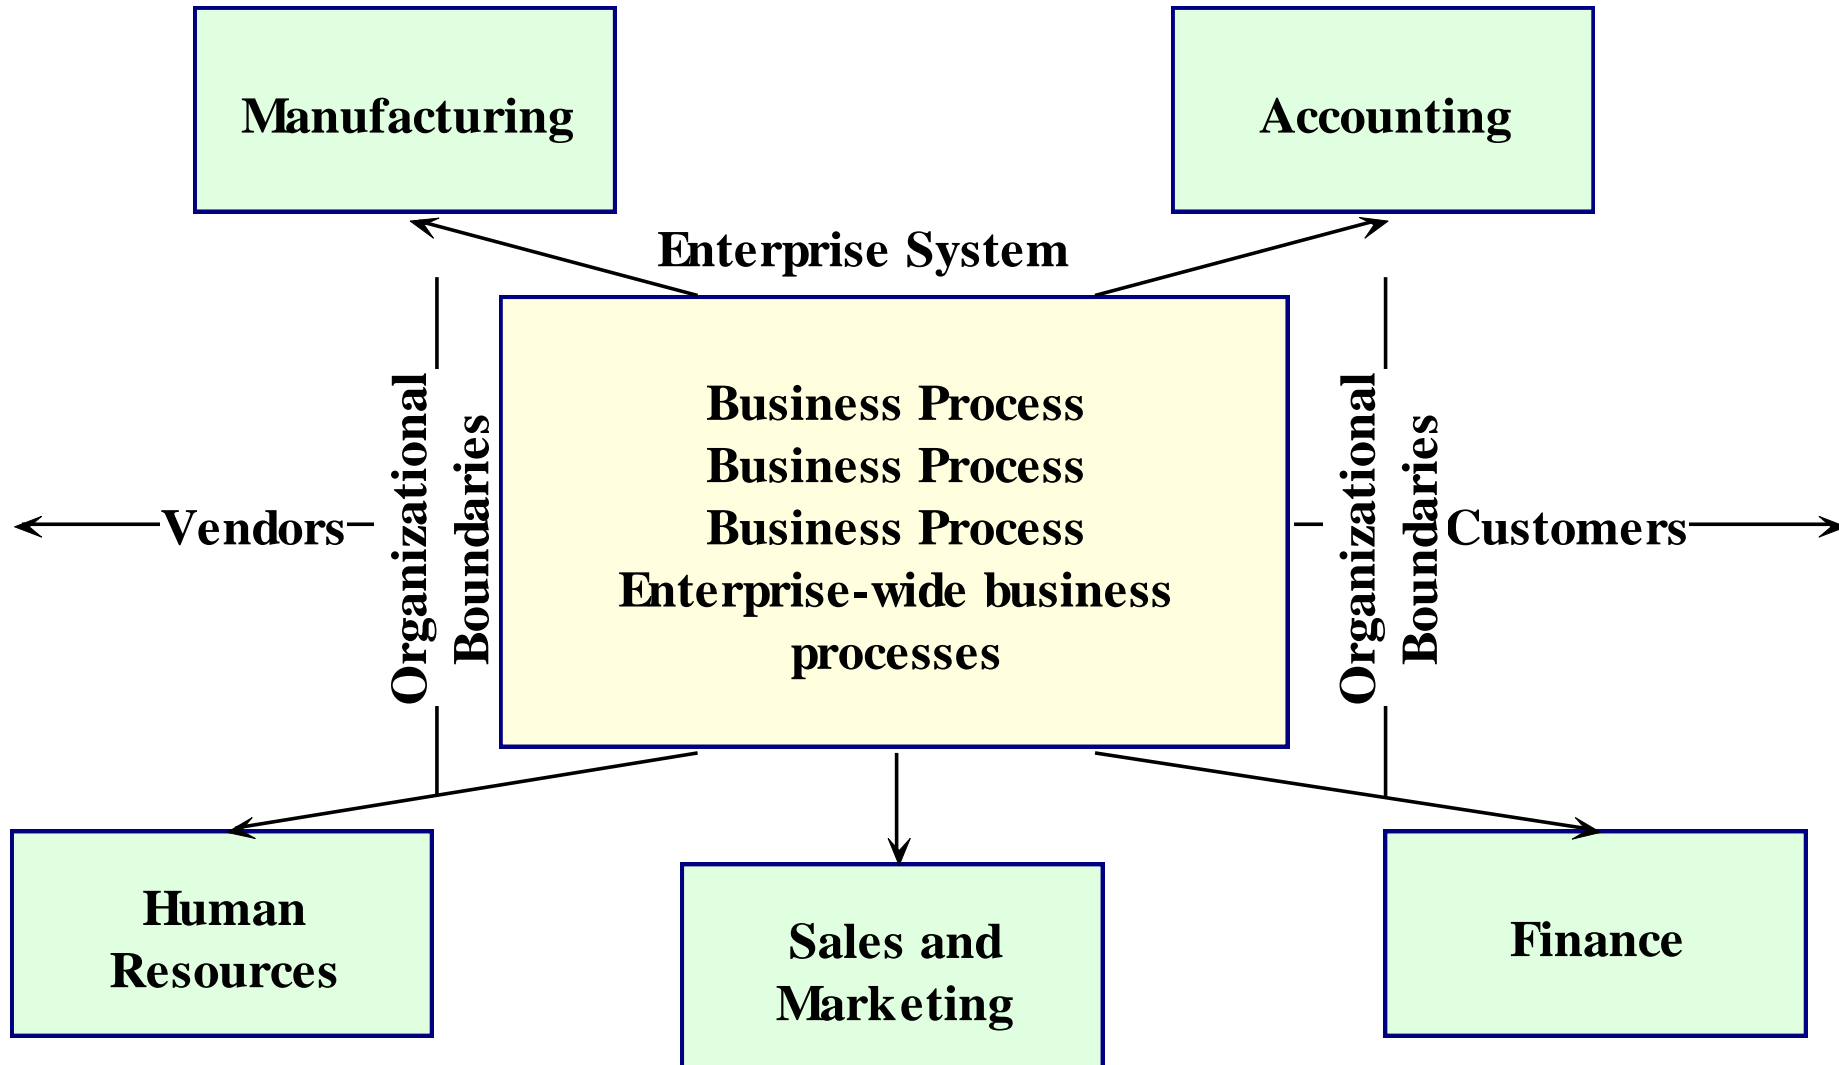 Manufacturing
Accounting
Enterprise System
Business Process
Business Process
Business Process
Enterprise-wide business
processes
Vendors
Organizational
Boundaries
Organizational
Boundaries
Customers
Human
Resources
Sales and
Marketing
Finance